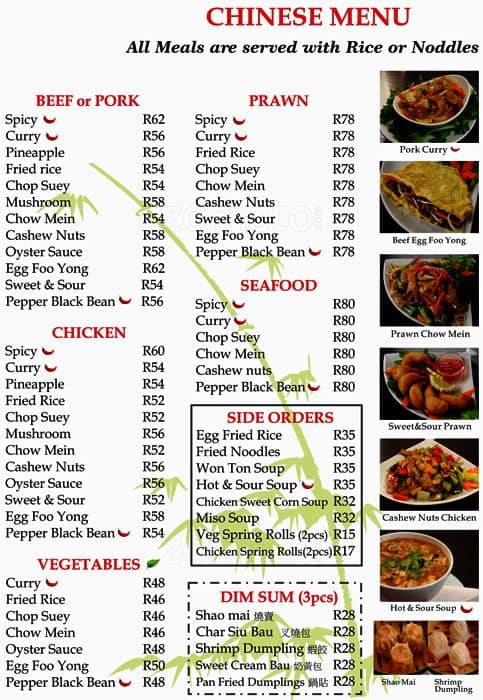 CHINESE MENU
All Meals are served with Rice or Noddles
BEEF or PORK
Spicy R62
Curry R56
Pineapple R56
Fried rice R54
Chop Suey R54
Mushroom R58
Chow Mein R54
Cashew Nuts R58
Oyster Sauce R58
Egg Foo Yong R62
Sweet & Sour R54
Pepper Black Bean R56
CHICKEN
Spicy R60
Curry R54
Pineapple R54
Fried Rice R52
Chop Suey R52
Mushroom R56
Chow Mein R52
Cashew Nuts R56
Oyster Sauce R56
Sweet & Sour R52
Egg Foo Yong R58
Pepper Black Bean R54
VEGETABLES
Curry R48
Fried Rice R46
Chop Suey R46
Chow Mein R46
Oyster Sauce R48
Egg Foo Yong R50
Pepper Black Bean R48
PRAWN
Spicy R78
Curry R78
Fried Rice R78
Chop Suey R78
Chow Mein R78
Cashew Nuts R78
Sweet & Sour R78
Egg Foo Yong R78
Pepper Black Bean R78
SEAFOOD
Spicy R80
Curry R80
Chop Suey R80
Chow Mein R80
Cashew nuts R80
Pepper Black Bean R80
SIDE ORDERS
Egg Fried Rice R35
Fried Noodles R35
Won Ton Soup R35
Hot & Sour Soup R35
Chicken Sweet Corn Soup R32
Miso Soup R32
Veg Spring Rolls (2pcs) R15
Chicken Spring Rolls(2pcs) R17
DIM SUM (3pcs)
Shao mai 燒賣 R28
Char Siu Bau 叉燒包 R28
Shrimp Dumpling 蝦餃 R28
Sweet Cream Bau 奶黃包 R28
Pan Fried Dumplings 鍋貼 R28
Pork Curry
Beef Egg Foo Yong
Prawn Chow Mein
Sweet&Sour Prawn
Cashew Nuts Chicken
Hot & Sour Soup
Shao Mai
Shrimp
Dumpling